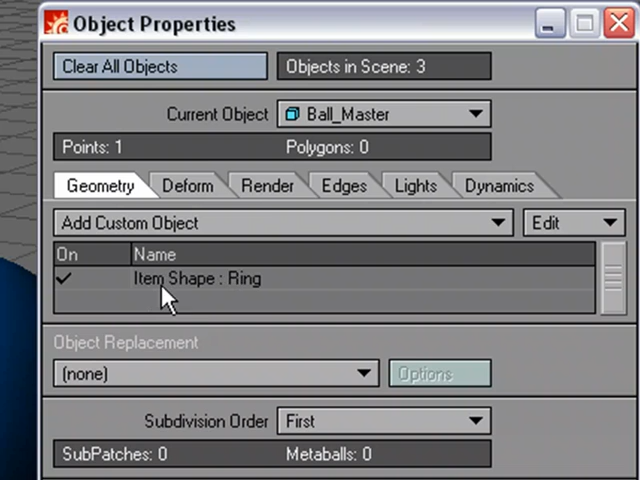 Object Properties
Clear All Objects Objects in Scene: 3
Current Object Ball_Master
Points: 1 Polygons: 0
Geometry Deform Render Edges Lights Dynamics
Add Custom Object Edit
On Name
Item Shape : Ring
Object Replacement
(none) Options
Subdivision Order First
SubPatches: 0 Metaballs: 0